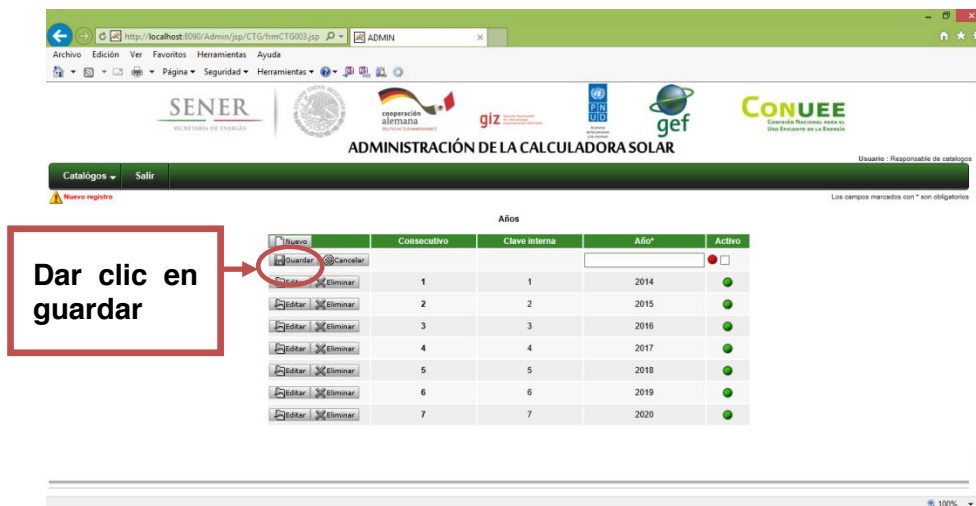 http://localhost:8090/Admin/jsp/CTG/frmCTG003.jsp
ADMIN
Archivo Edición Ver Favoritos Herramientas Ayuda
Página Seguridad Herramientas
SENER
SECRETARÍA DE ENERGÍA
cooperación
alemana
DEUTSCHE ZUSAMMENARBEIT
giz
P N
U D
gef
CONUEE
COMISIÓN NACIONAL PARA EL
USO EFICIENTE DE LA ENERGÍA
ADMINISTRACIÓN DE LA CALCULADORA SOLAR
Usuario : Responsable de catalogos
Catalógos Salir
Nuevo registro
Los campos marcados con * son obligatorios
Años
Nuevo Consecutivo Clave interna Año* Activo
Guardar Cancelar
Editar Eliminar 1 1 2014
Editar Eliminar 2 2 2015
Editar Eliminar 3 3 2016
Editar Eliminar 4 4 2017
Editar Eliminar 5 5 2018
Editar Eliminar 6 6 2019
Editar Eliminar 7 7 2020
Dar clic en
guardar
100%